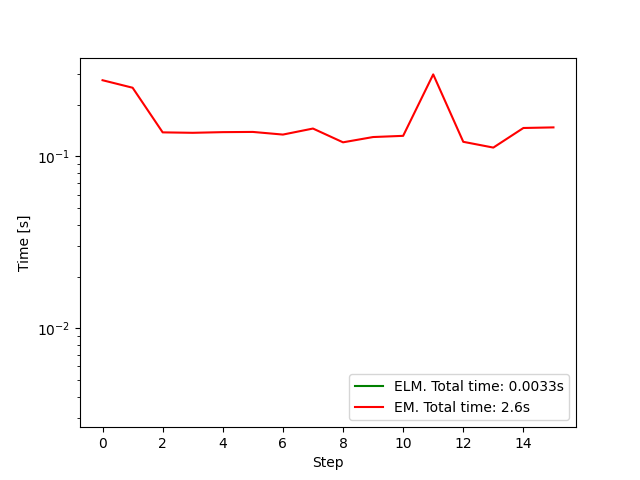 10⁻¹
10⁻²
Time [s]
ELM. Total time: 0.0033s
EM. Total time: 2.6s
0 2 4 6 8 10 12 14
Step